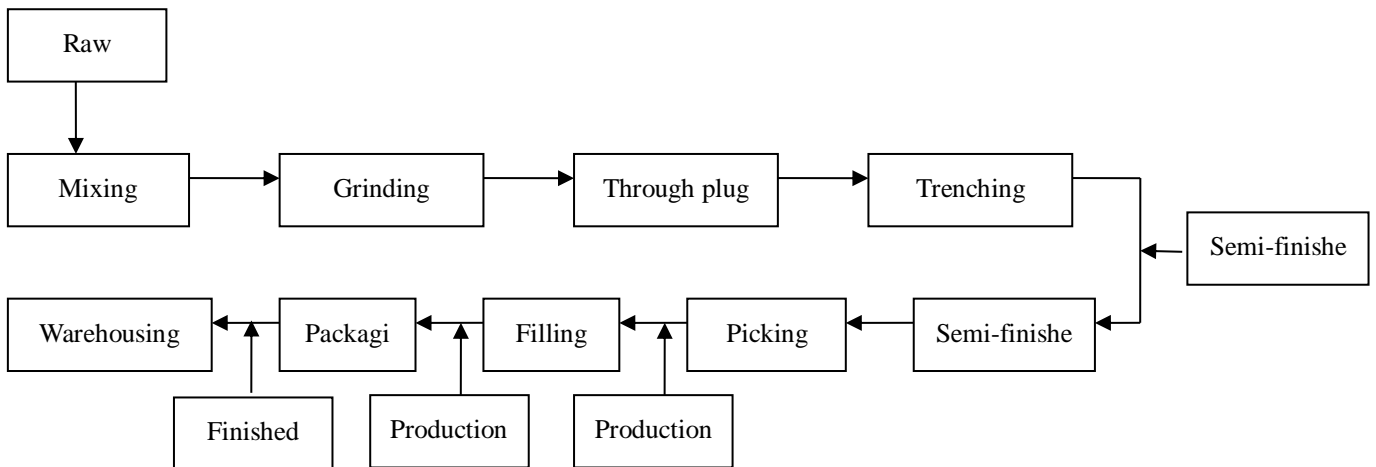 Raw
Mixing
Grinding
Through plug
Trenching
Semi-finishe
Warehousing
Packagi
Filling
Picking
Semi-finishe
Finished
Production
Production